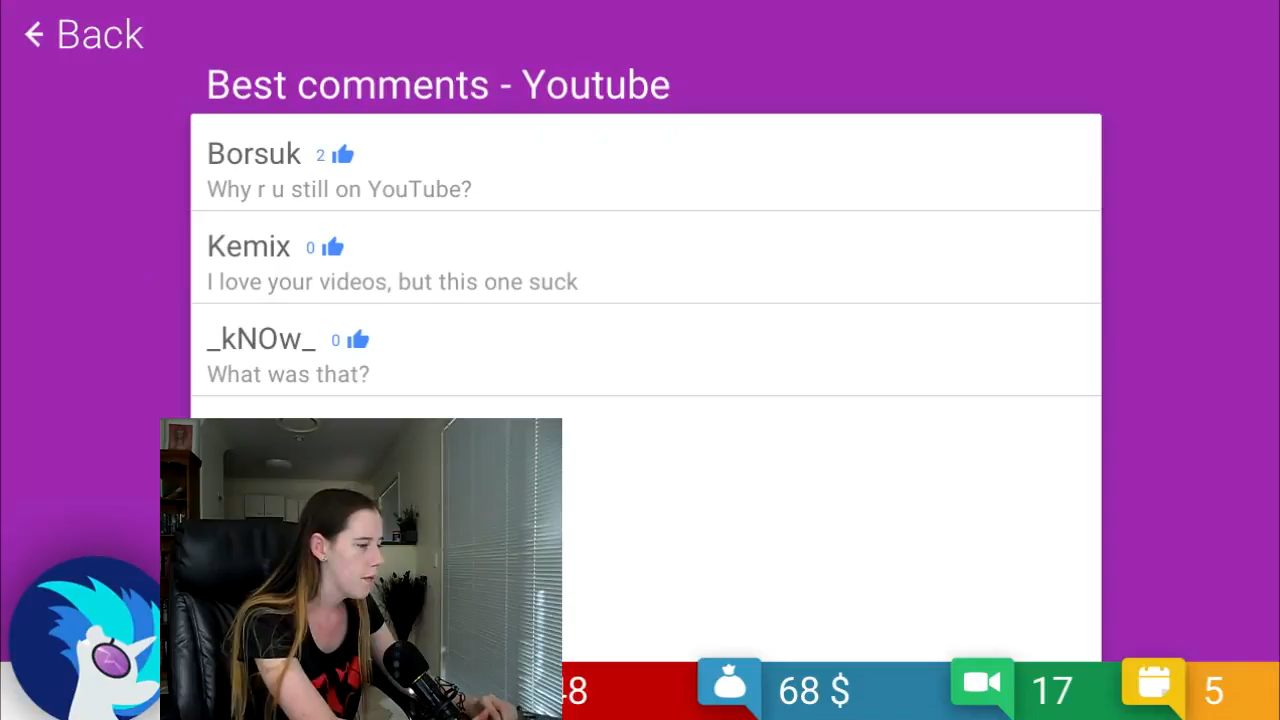 Back
Best comments - Youtube
Borsuk 2
Why r u still on YouTube?
Kemix 0
I love your videos, but this one suck
_kNOw_ 0
What was that?
8 68 $ 17 5